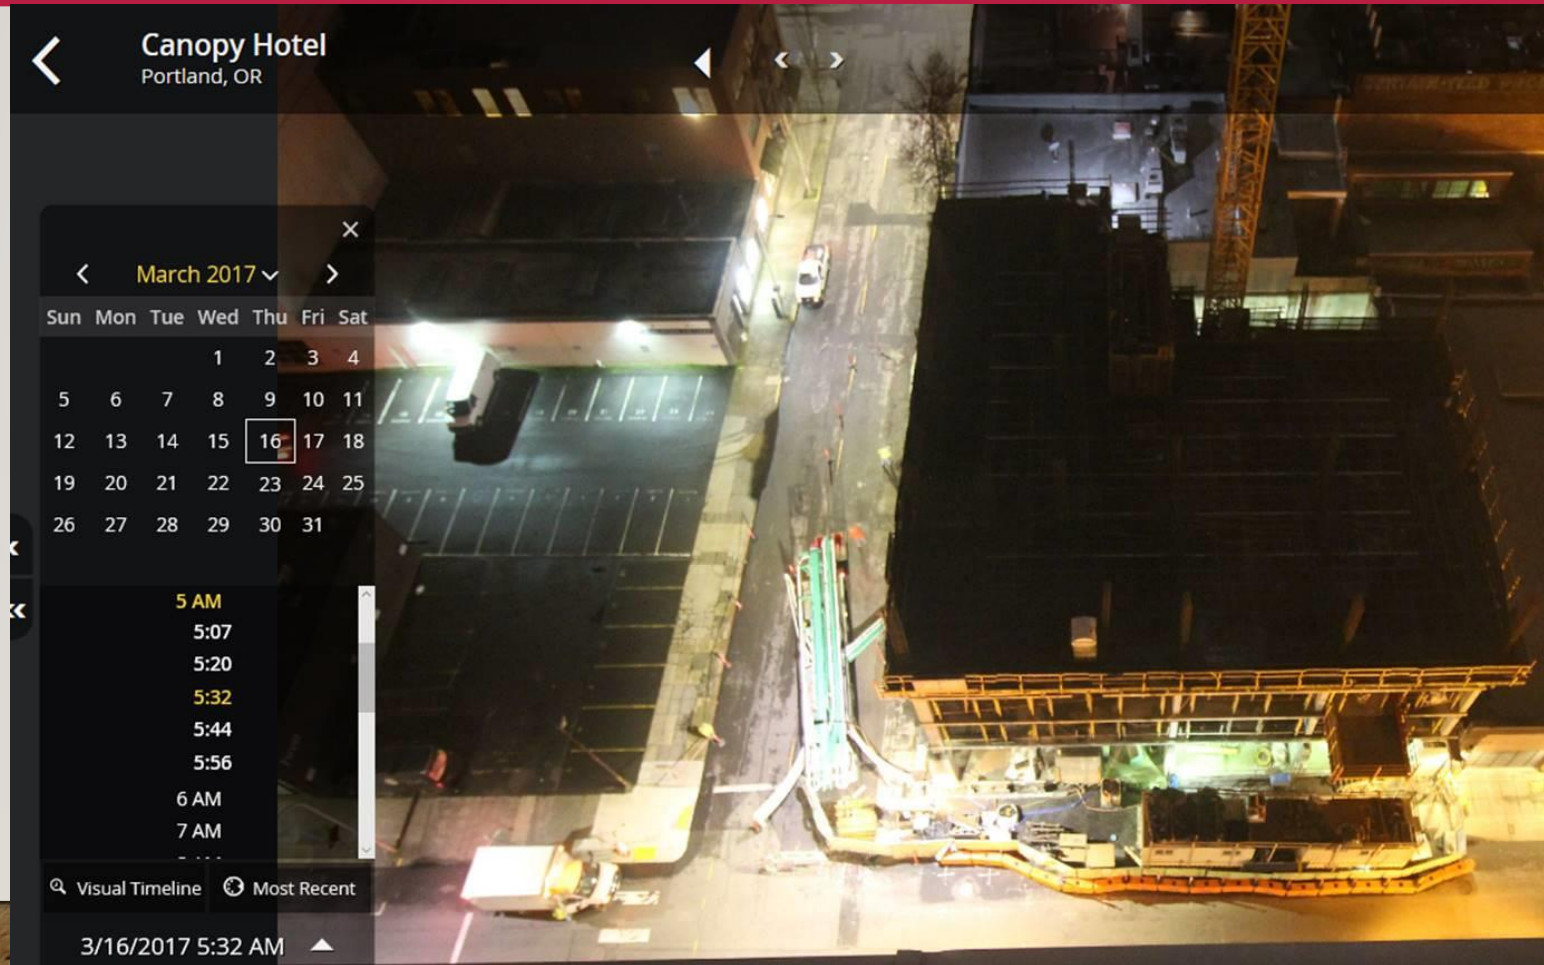 Canopy Hotel
Portland, OR
March 2017
Sun Mon Tue Wed Thu Fri Sat
1 2 3 4
5 6 7 8 9 10 11
12 13 14 15 16 17 18
19 20 21 22 23 24 25
26 27 28 29 30 31
5 AM
5:07
5:20
5:32
5:44
5:56
6 AM
7 AM
Visual Timeline Most Recent
3/16/2017 5:32 AM